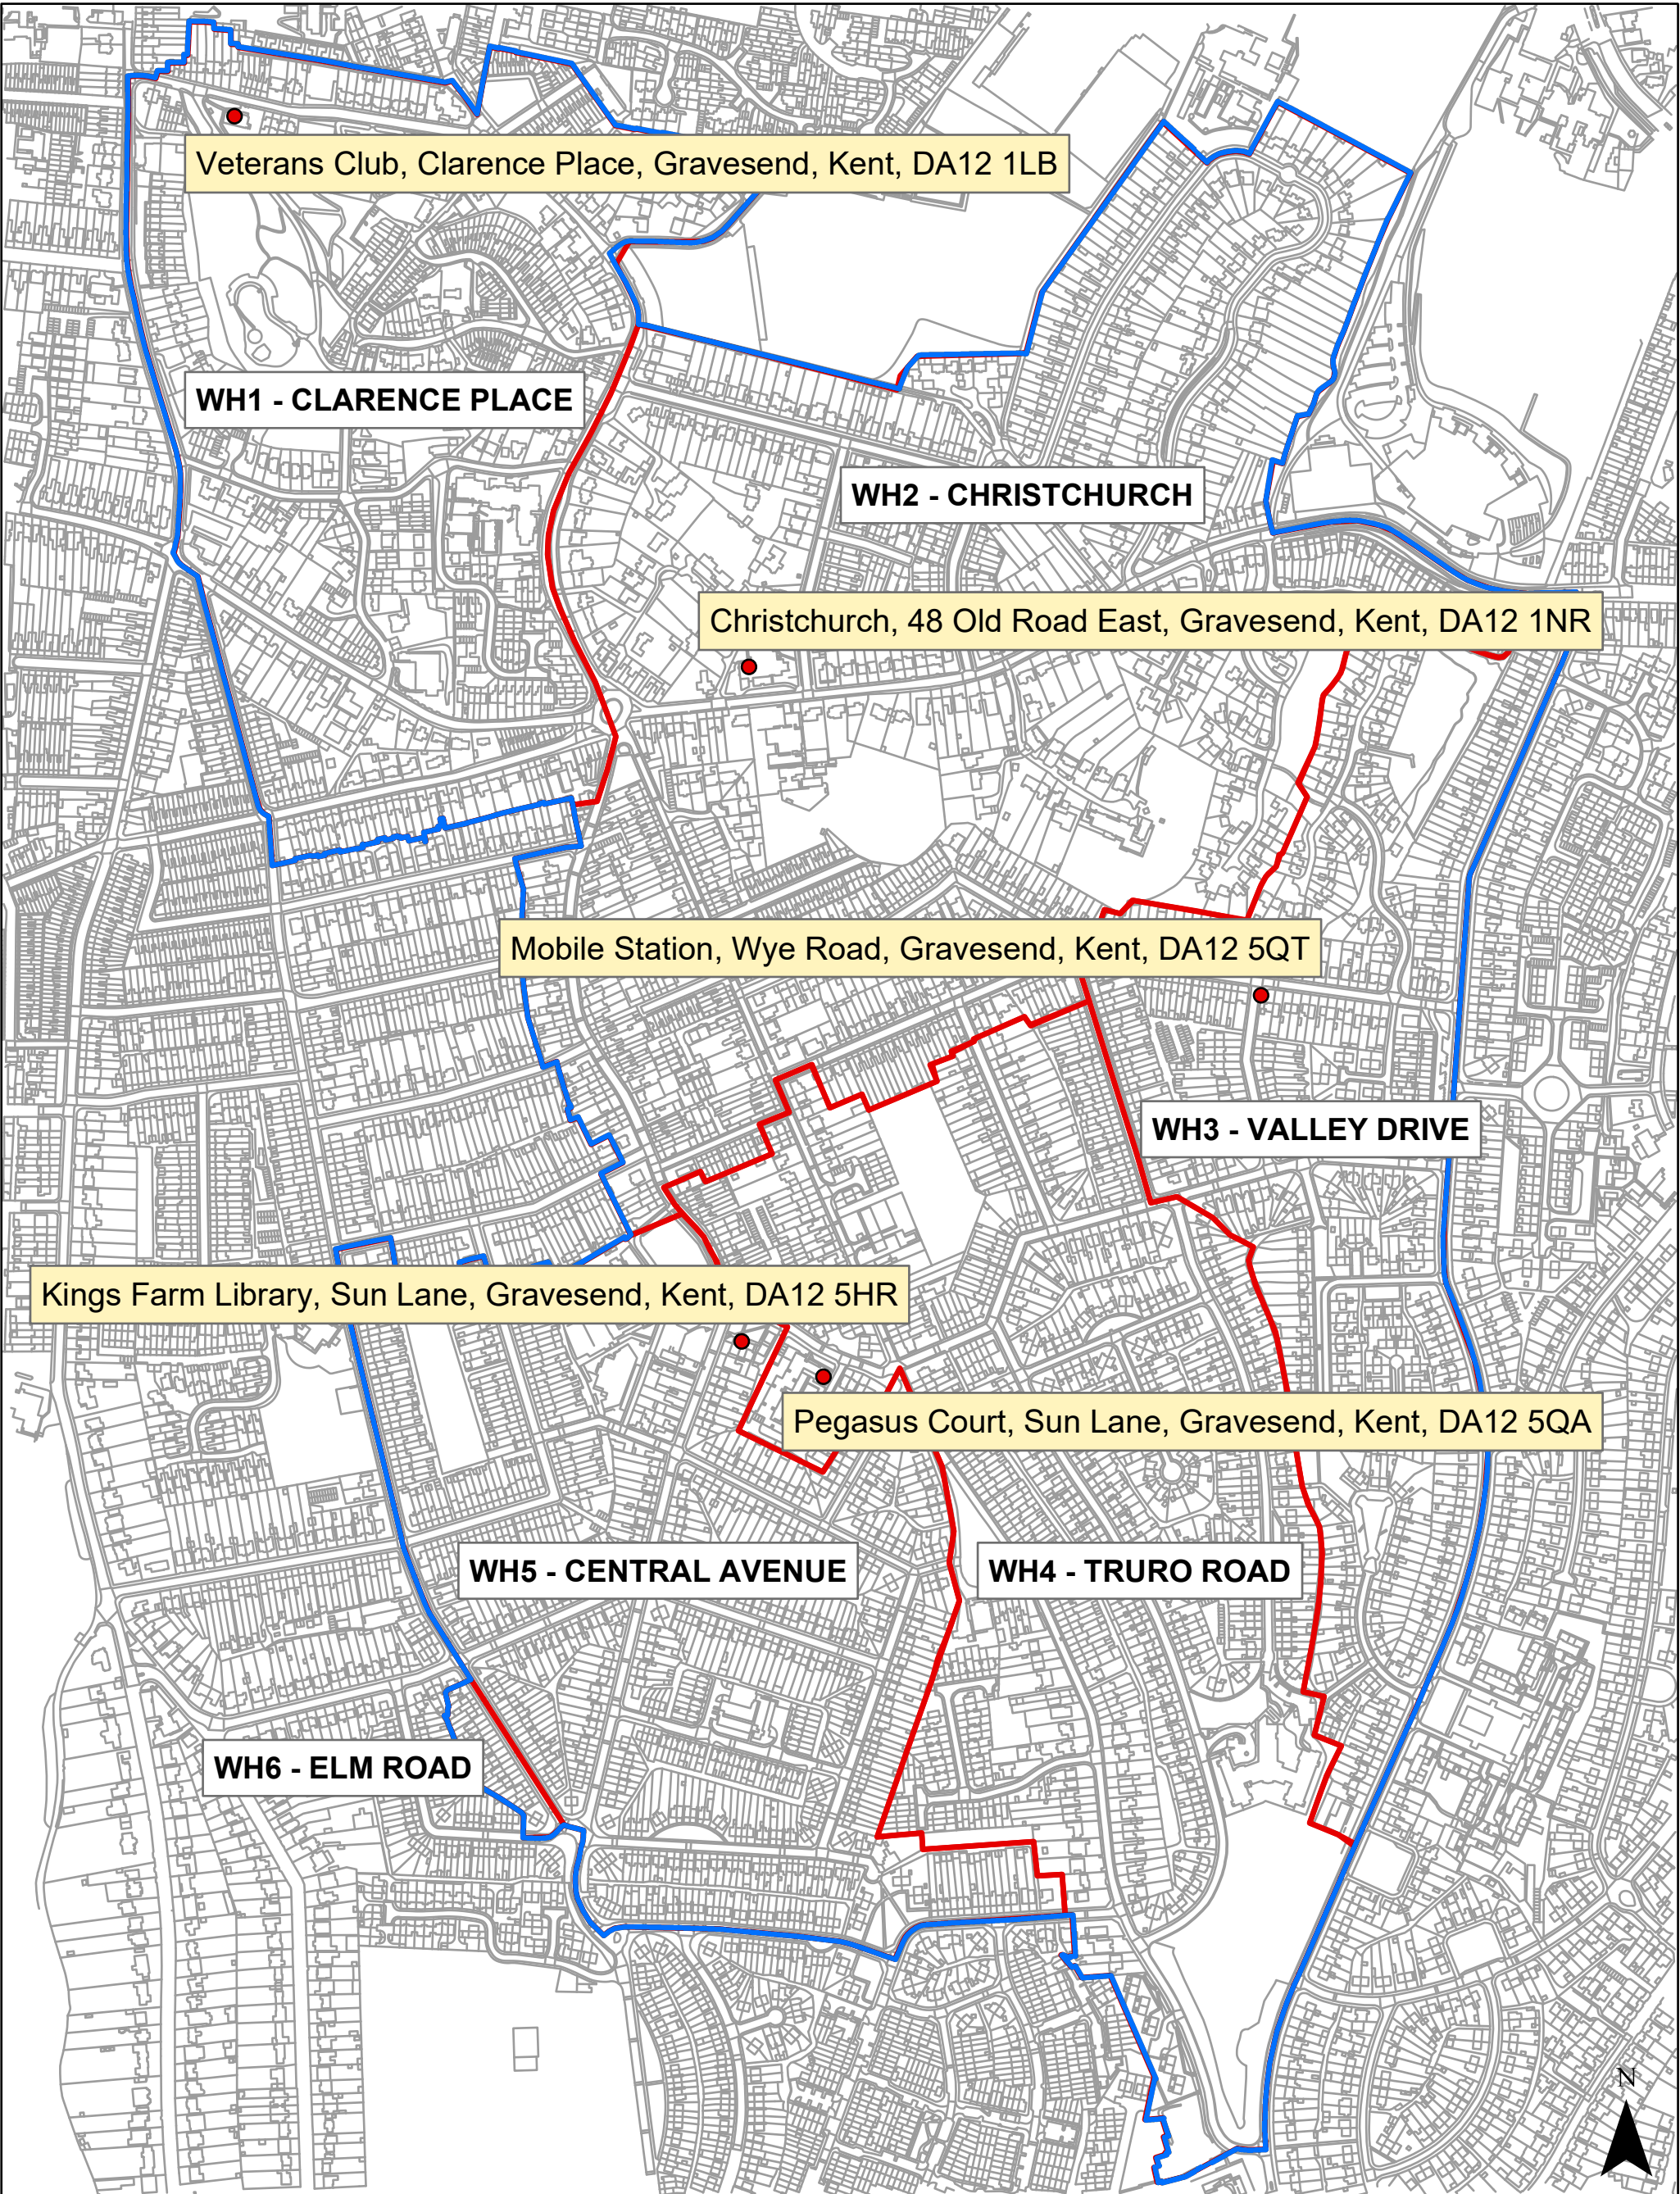 Veterans Club, Clarence Place, Gravesend, Kent, DA12 1LB
WH1 - CLARENCE PLACE
WH2 - CHRISTCHURCH
Christchurch, 48 Old Road East, Gravesend, Kent, DA12 1NR
Mobile Station, Wye Road, Gravesend, Kent, DA12 5QT
WH3 - VALLEY DRIVE
Kings Farm Library, Sun Lane, Gravesend, Kent, DA12 5HR
Pegasus Court, Sun Lane, Gravesend, Kent, DA12 5QA
WH5 - CENTRAL AVENUE
WH4 - TRURO ROAD
WH6 - ELM ROAD
N